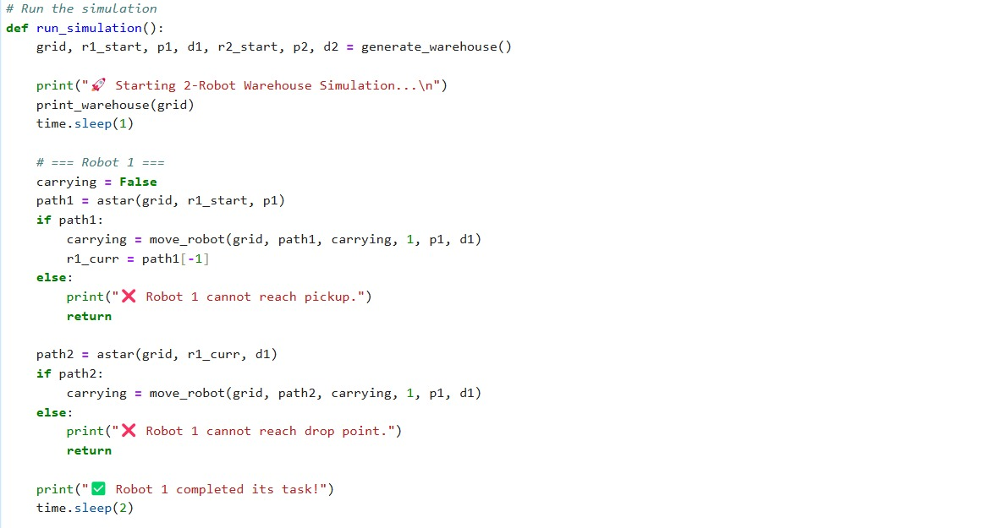 # Run the simulation
def run_simulation():
    grid, r1_start, p1, d1, r2_start, p2, d2 = generate_warehouse()

    print("🚀 Starting 2-Robot Warehouse Simulation...\n")
    print_warehouse(grid)
    time.sleep(1)

    # === Robot 1 ===
    carrying = False
    path1 = astar(grid, r1_start, p1)
    if path1:
        carrying = move_robot(grid, path1, carrying, 1, p1, d1)
        r1_curr = path1[-1]
    else:
        print("❌ Robot 1 cannot reach pickup.")
        return

    path2 = astar(grid, r1_curr, d1)
    if path2:
        carrying = move_robot(grid, path2, carrying, 1, p1, d1)
    else:
        print("❌ Robot 1 cannot reach drop point.")
        return

    print("✅ Robot 1 completed its task!")
    time.sleep(2)